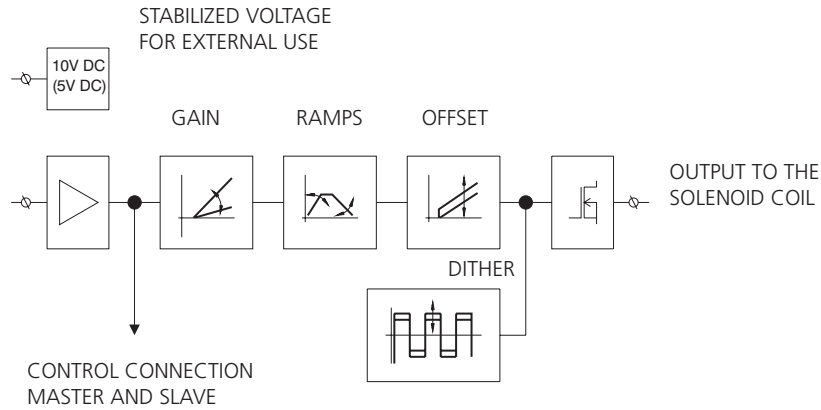 STABILIZED VOLTAGE
FOR EXTERNAL USE
10V DC
(5V DC)
GAIN
RAMPS
OFFSET
OUTPUT TO THE
SOLENOID COIL
DITHER
CONTROL CONNECTION
MASTER AND SLAVE